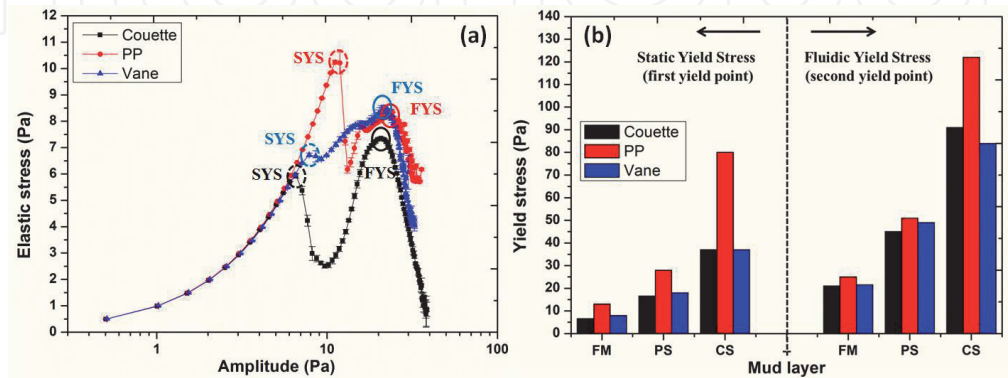 (a)
Couette
PP
Vane
SYS
SYS
SYS
FYS
FYS
FYS
12
11
10
9
8
7
6
5
4
3
2
1
0
Elastic stress (Pa)
1
10
100
Amplitude (Pa)
(b)
Static Yield Stress
(first yield point)
Fluidic Yield Stress
(second yield point)
Couette
PP
Vane
140
130
120
110
100
90
80
70
60
50
40
30
20
10
0
Yield stress (Pa)
FM
PS
CS
FM
PS
CS
Mud layer